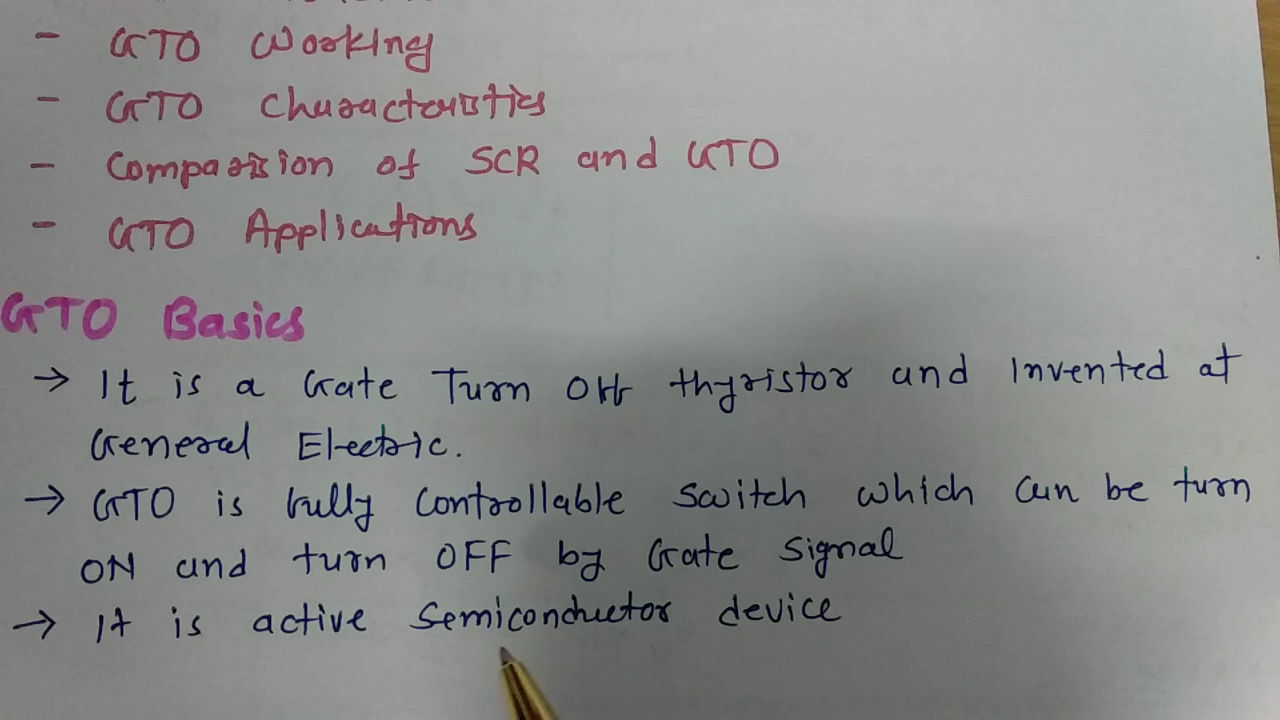 - GTO Working
- GTO Characteristics
- Comparision of SCR and GTO
- GTO Applications
GTO Basics
→ It is a Gate Turn Off thyristor and Invented at
General Electric.
→ GTO is fully controllable switch which can be turn
ON and turn OFF by Gate signal
→ It is active semiconductor device